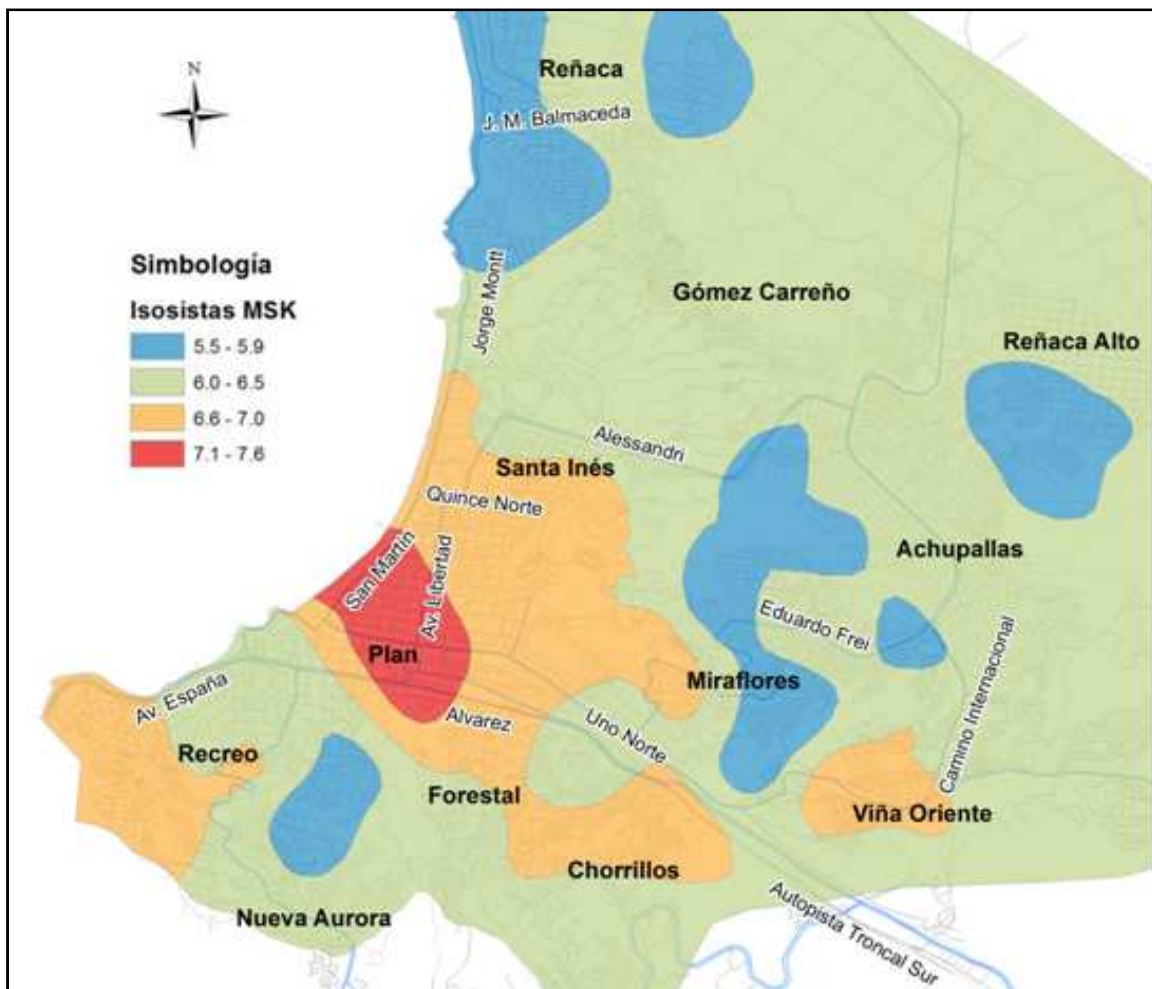 Reñaca
N
J. M. Balmaceda
Simbología
Isosistas MSK
5.5 - 5.9
6.0 - 6.5
6.6 - 7.0
7.1 - 7.6
Jorge Montt
Gómez Carreño
Reñaca Alto
Alessandri
Santa Inés
Quince Norte
San Martín
Av. Libertad
Achupallas
Eduardo Frei
Plan
Miraflores
Camino Internacional
Av. España
Alvarez
Uno Norte
Recreo
Forestal
Viña Oriente
Chorrillos
Nueva Aurora
Autopista Troncal Sur